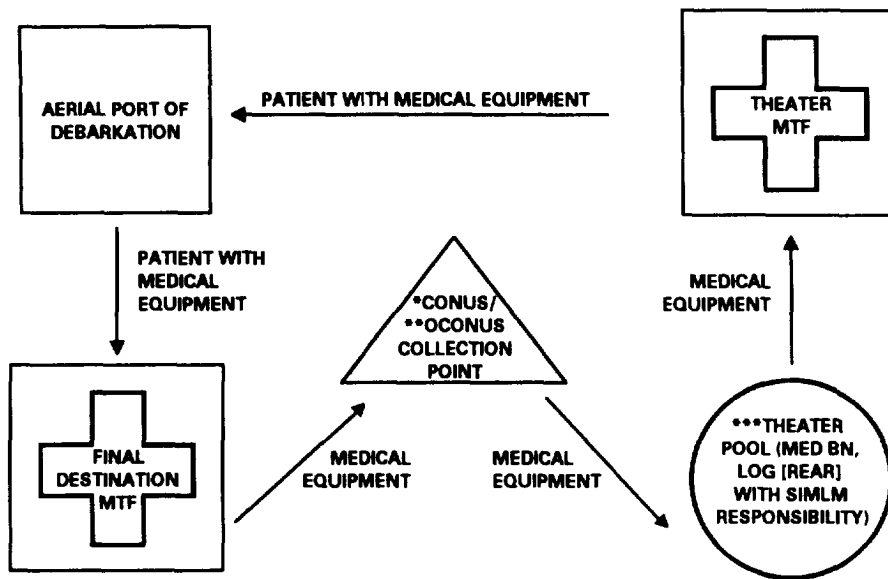 AERIAL PORT OF
DEBARKATION
PATIENT WITH MEDICAL EQUIPMENT
THEATER
MTF
PATIENT WITH
MEDICAL
EQUIPMENT
*CONUS/
**OCONUS
COLLECTION
POINT
MEDICAL
EQUIPMENT
FINAL
DESTINATION
MTF
MEDICAL
EQUIPMENT
MEDICAL
EQUIPMENT
***THEATER
POOL (MED BN,
LOG [REAR]
WITH SIMLM
RESPONSIBILITY)